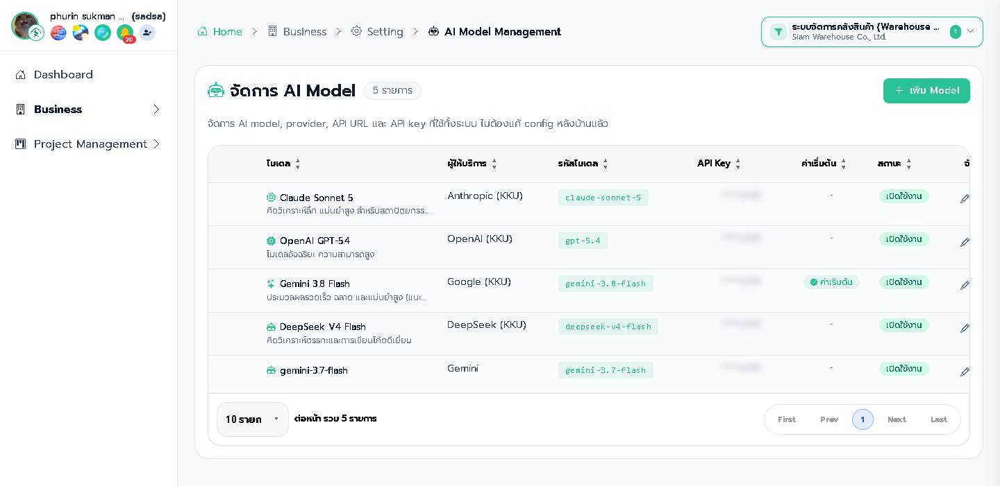 phurin sukman ... (sadsa)
20
Home > Business > Setting > AI Model Management
ระบบจัดการคลังสินค้า (Warehouse ...
Siam Warehouse Co., Ltd.
1
Dashboard
Business
Project Management
จัดการ AI Model
5 รายการ
+ เพิ่ม Model
จัดการ AI model, provider, API URL และ API key ที่ใช้ทั้งระบบ ไม่ต้องแก้ config หลังบ้านแล้ว
โมเดล ผู้ให้บริการ รหัสโมเดล API Key ค่าเริ่มต้น สถานะ จั
Claude Sonnet 5 Anthropic (KKU) claude-sonnet-5 - เปิดใช้งาน
คิดวิเคราะห์ลึก แม่นยำสูง สำหรับสถาปัตยกรร...
OpenAI GPT-5.4 OpenAI (KKU) gpt-5.4 - เปิดใช้งาน
โมเดลอัจฉริยะ ความสามารถสูง
Gemini 3.8 Flash Google (KKU) gemini-3.8-flash ค่าเริ่มต้น เปิดใช้งาน
ประมวลผลรวดเร็ว ฉลาด และแม่นยำสูง (แนะ...
DeepSeek V4 Flash DeepSeek (KKU) deepseek-v4-flash - เปิดใช้งาน
คิดวิเคราะห์ตรรกะและการเขียนโค้ดดีเยี่ยม
gemini-3.7-flash Gemini gemini-3.7-flash - เปิดใช้งาน
10 รายก ต่อหน้า รวม 5 รายการ
First Prev 1 Next Last